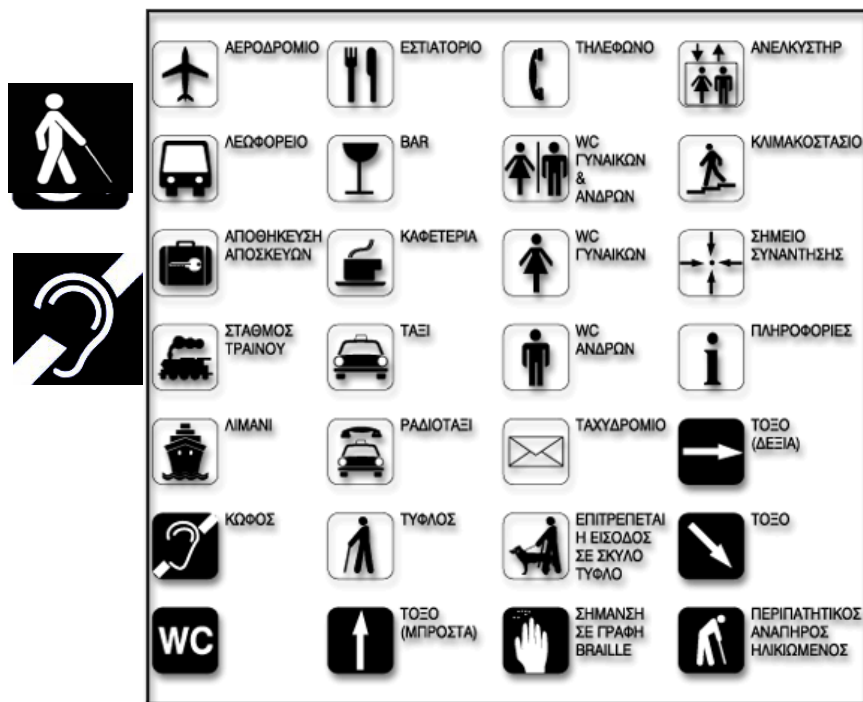 ΑΕΡΟΔΡΟΜΙΟ
ΕΣΤΙΑΤΟΡΙΟ
ΤΗΛΕΦΩΝΟ
ΑΝΕΛΚΥΣΤΗΡ
ΛΕΩΦΟΡΕΙΟ
BAR
WC
ΓΥΝΑΙΚΩΝ
&
ΑΝΔΡΩΝ
ΚΛΙΜΑΚΟΣΤΑΣΙΟ
ΑΠΟΘΗΚΕΥΣΗ
ΑΠΟΣΚΕΥΩΝ
ΚΑΦΕΤΕΡΙΑ
WC
ΓΥΝΑΙΚΩΝ
ΣΗΜΕΙΟ
ΣΥΝΑΝΤΗΣΗΣ
ΣΤΑΘΜΟΣ
ΤΡΑΙΝΟΥ
ΤΑΞΙ
WC
ΑΝΔΡΩΝ
i
ΠΛΗΡΟΦΟΡΙΕΣ
ΛΙΜΑΝΙ
ΡΑΔΙΟΤΑΞΙ
ΤΑΧΥΔΡΟΜΙΟ
ΤΟΞΟ
(ΔΕΞΙΑ)
ΚΩΦΟΣ
ΤΥΦΛΟΣ
ΕΠΙΤΡΕΠΕΤΑΙ
Η ΕΙΣΟΔΟΣ
ΣΕ ΣΚΥΛΟ
ΤΥΦΛΟ
ΤΟΞΟ
WC
ΤΟΞΟ
(ΜΠΡΟΣΤΑ)
ΣΗΜΑΝΣΗ
ΣΕ ΓΡΑΦΗ
BRAILLE
ΠΕΡΙΠΑΤΗΤΙΚΟΣ
ΑΝΑΠΗΡΟΣ
ΗΛΙΚΙΩΜΕΝΟΣ